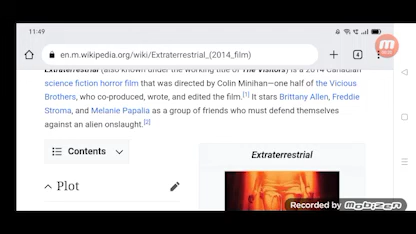 11:49
en.m.wikipedia.org/wiki/Extraterrestrial_(2014_film)
4
Extraterrestrial (also known under the working title of The Visitors) is a 2014 Canadian
science fiction horror film that was directed by Colin Minihan—one half of the Vicious
Brothers, who co-produced, wrote, and edited the film.[1] It stars Brittany Allen, Freddie
Stroma, and Melanie Papalia as a group of friends who must defend themselves
against an alien onslaught.[2]
Contents
Extraterrestrial
Plot
Recorded by Mobizen